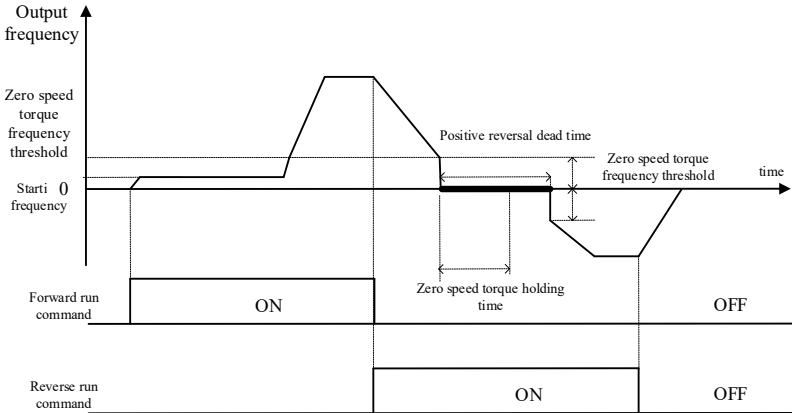 Output
frequency
Zero speed
torque
frequency
threshold
Positive reversal dead time
Zero speed torque
frequency threshold
time
Starti
frequency
0
Zero speed torque holding
time
Forward run
command
ON
OFF
Reverse run
command
ON
OFF